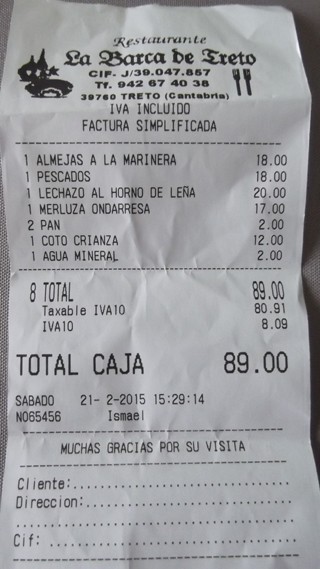 Restaurante
La Barca de Treto
CIF. J/39.047.857
Tf. 942 67 40 38
39760 TRETO (Cantabria)
IVA INCLUIDO
FACTURA SIMPLIFICADA
1 ALMEJAS A LA MARINERA 18.00
1 PESCADOS 18.00
1 LECHAZO AL HORNO DE LEÑA 20.00
1 MERLUZA ONDARRESA 17.00
2 PAN 2.00
1 COTO CRIANZA 12.00
1 AGUA MINERAL 2.00
8 TOTAL 89.00
Taxable IVA10 80.91
IVA10 8.09
TOTAL CAJA 89.00
SABADO 21- 2-2015 15:29:14
NO65456 Ismael
MUCHAS GRACIAS POR SU VISITA
Cliente:
Direccion:
Cif: